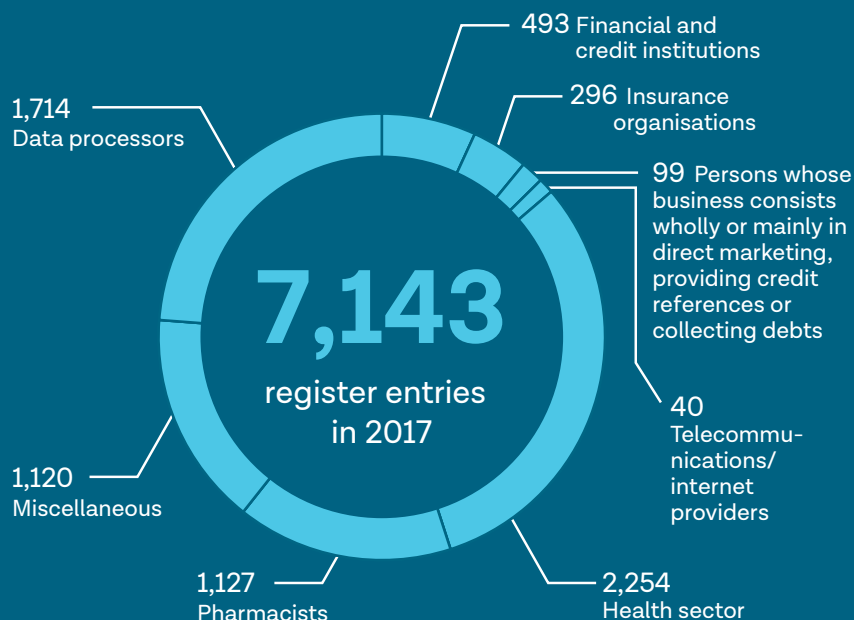 493 Financial and
credit institutions
296 Insurance
organisations
99 Persons whose
business consists
wholly or mainly in
direct marketing,
providing credit
references or
collecting debts
40
Telecommu-
nications/
internet
providers
2,254
Health sector
1,127
Pharmacists
1,120
Miscellaneous
1,714
Data processors
7,143
register entries
in 2017